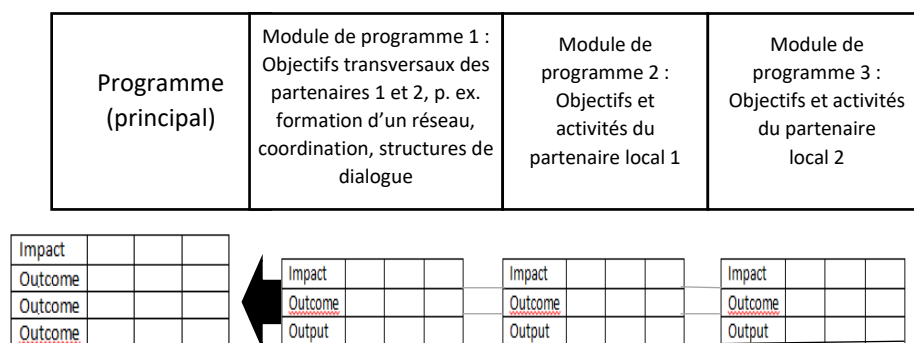 Programme
(principal)
Module de programme 1 :
Objectifs transversaux des
partenaires 1 et 2, p. ex.
formation d’un réseau,
coordination, structures de
dialogue
Module de
programme 2 :
Objectifs et
activités du
partenaire local 1
Module de
programme 3 :
Objectifs et activités
du partenaire
local 2
Impact
Outcome
Outcome
Outcome
Impact
Outcome
Output
Impact
Outcome
Output
Impact
Outcome
Output